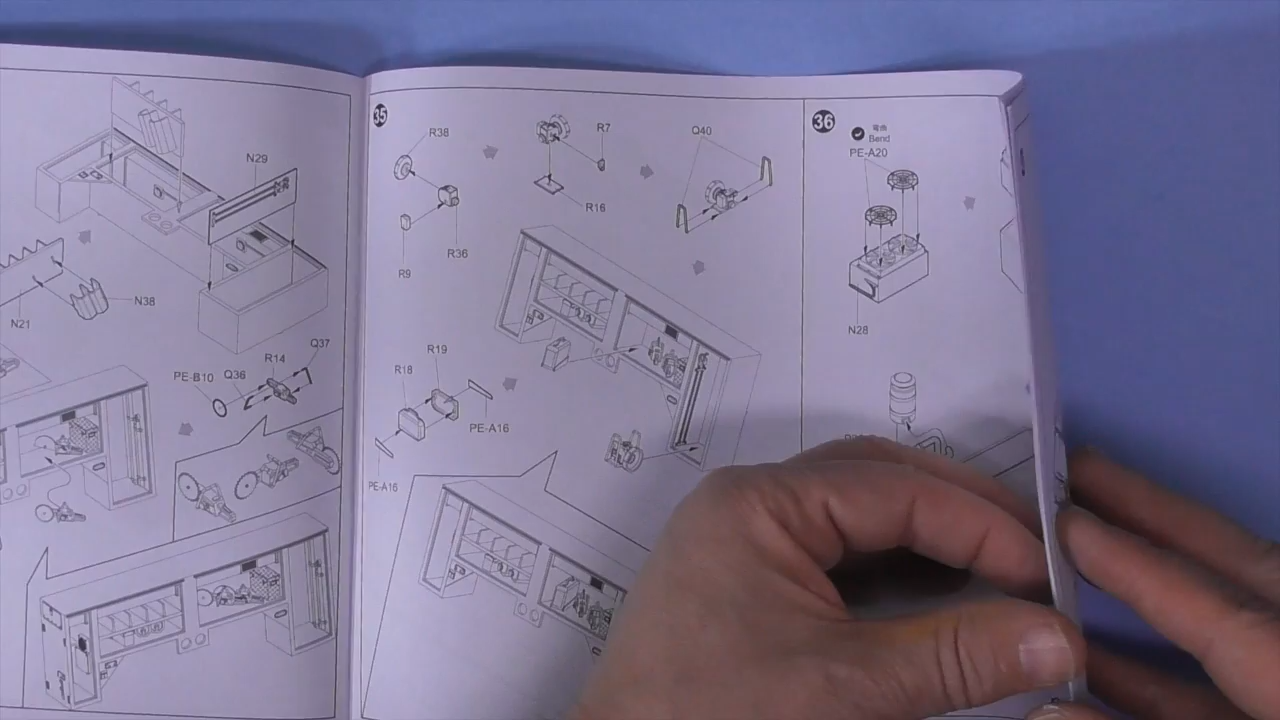 N29
N21
N38
PE-B10
Q36
R14
Q37
35
R38
R9
R36
R7
R16
Q40
R18
R19
PE-A16
PE-A16
36
弯曲
Bend
PE-A20
N28